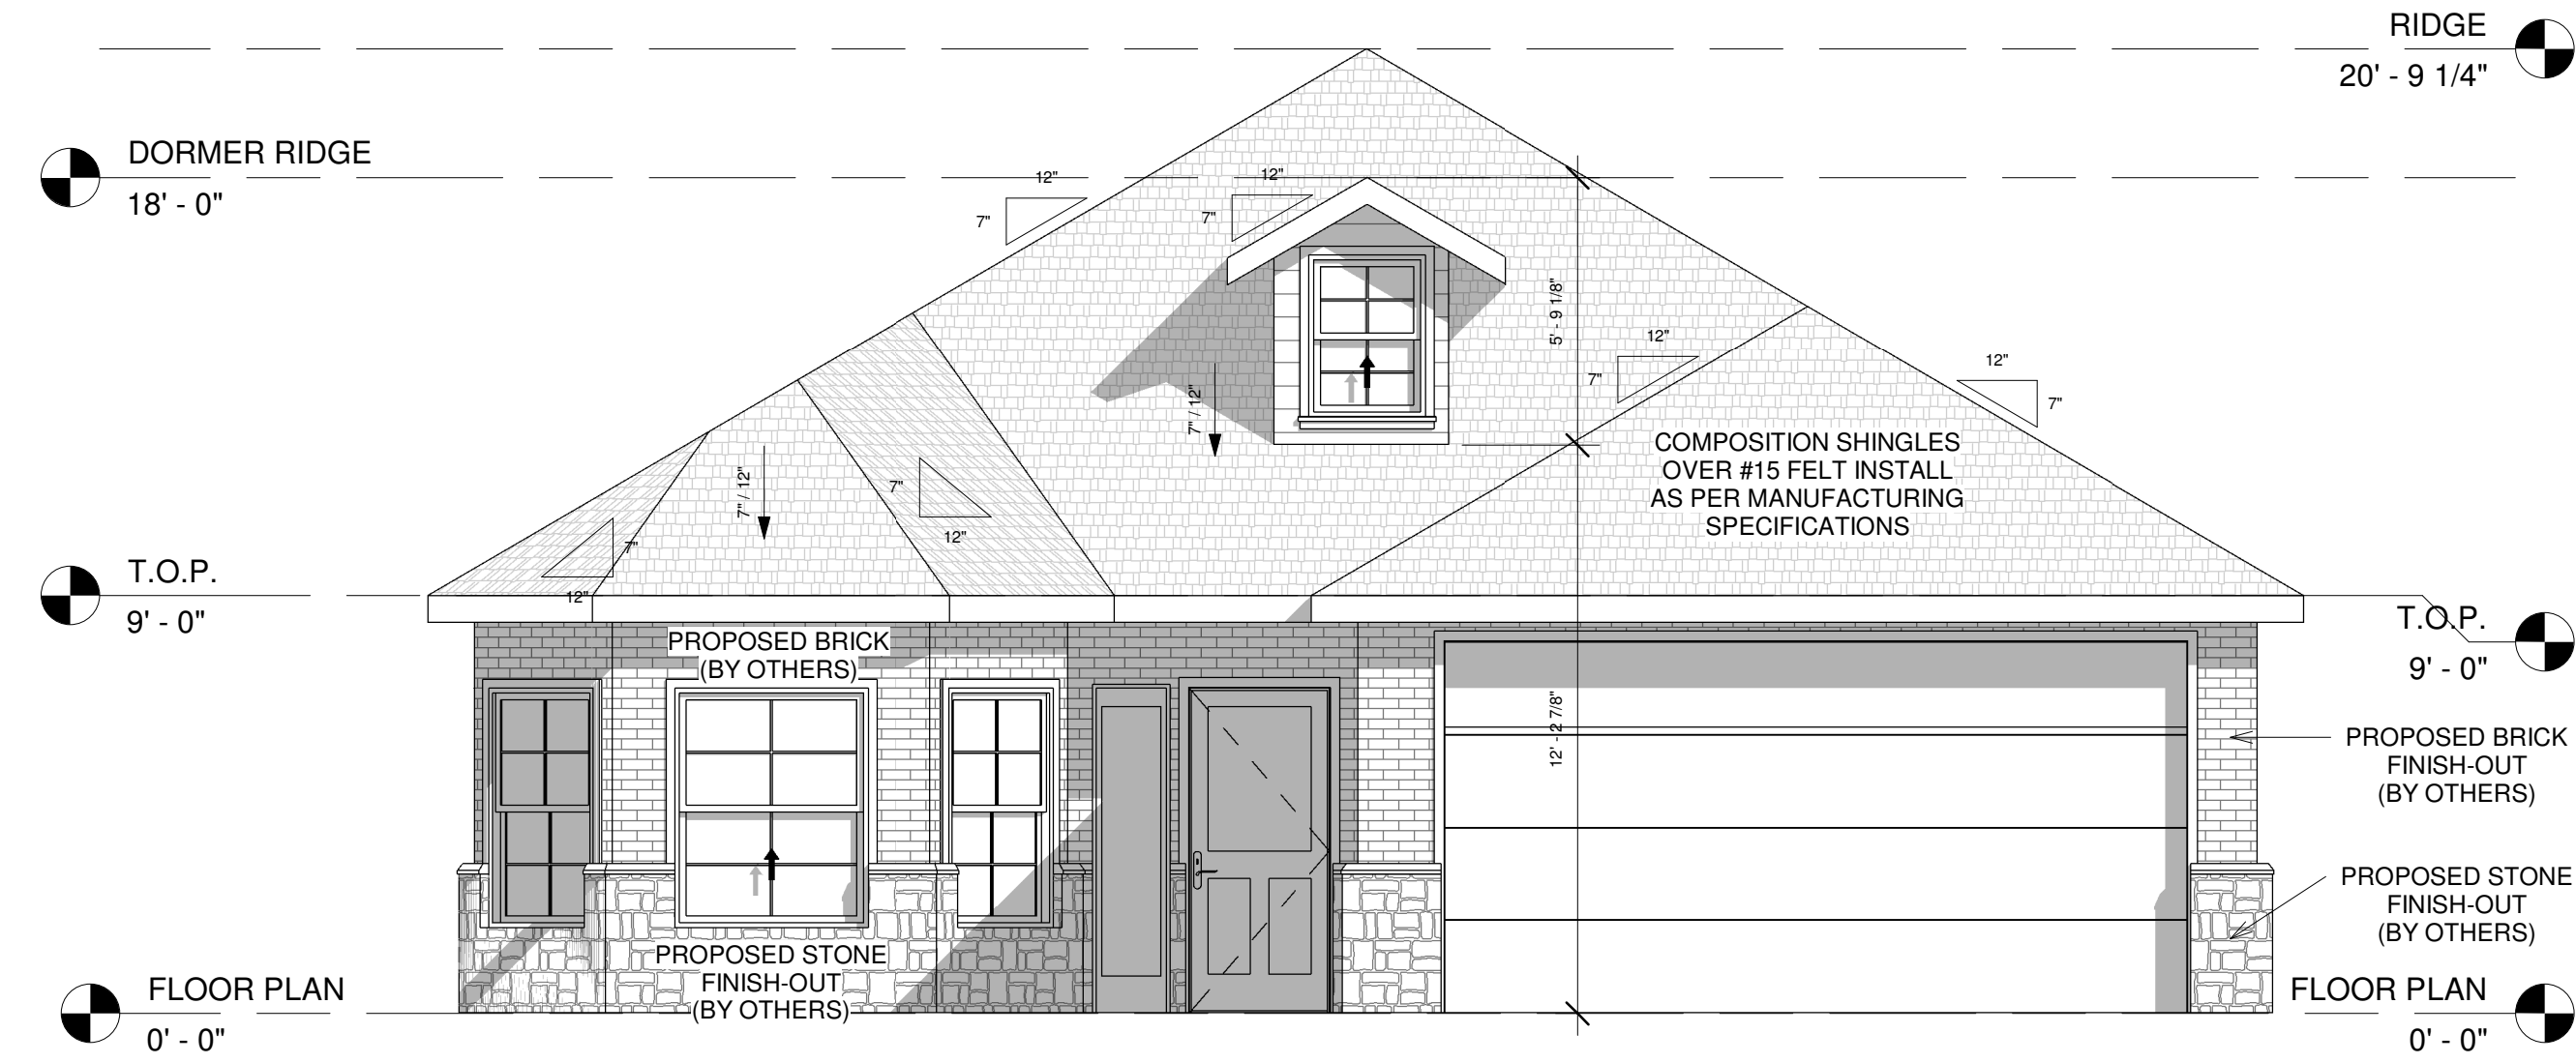 RIDGE
20' - 9 1/4"
DORMER RIDGE
18' - 0"
12"
7"
12"
7"
5' - 9 1/8"
12"
7"
12"
7"
7" / 12"
COMPOSITION SHINGLES
OVER #15 FELT INSTALL
AS PER MANUFACTURING
SPECIFICATIONS
7" / 12"
7"
12"
7"
12"
T.O.P.
9' - 0"
T.O.P.
9' - 0"
PROPOSED BRICK
(BY OTHERS)
12' - 2 7/8"
PROPOSED BRICK
FINISH-OUT
(BY OTHERS)
PROPOSED STONE
FINISH-OUT
(BY OTHERS)
PROPOSED STONE
FINISH-OUT
(BY OTHERS)
FLOOR PLAN
0' - 0"
FLOOR PLAN
0' - 0"